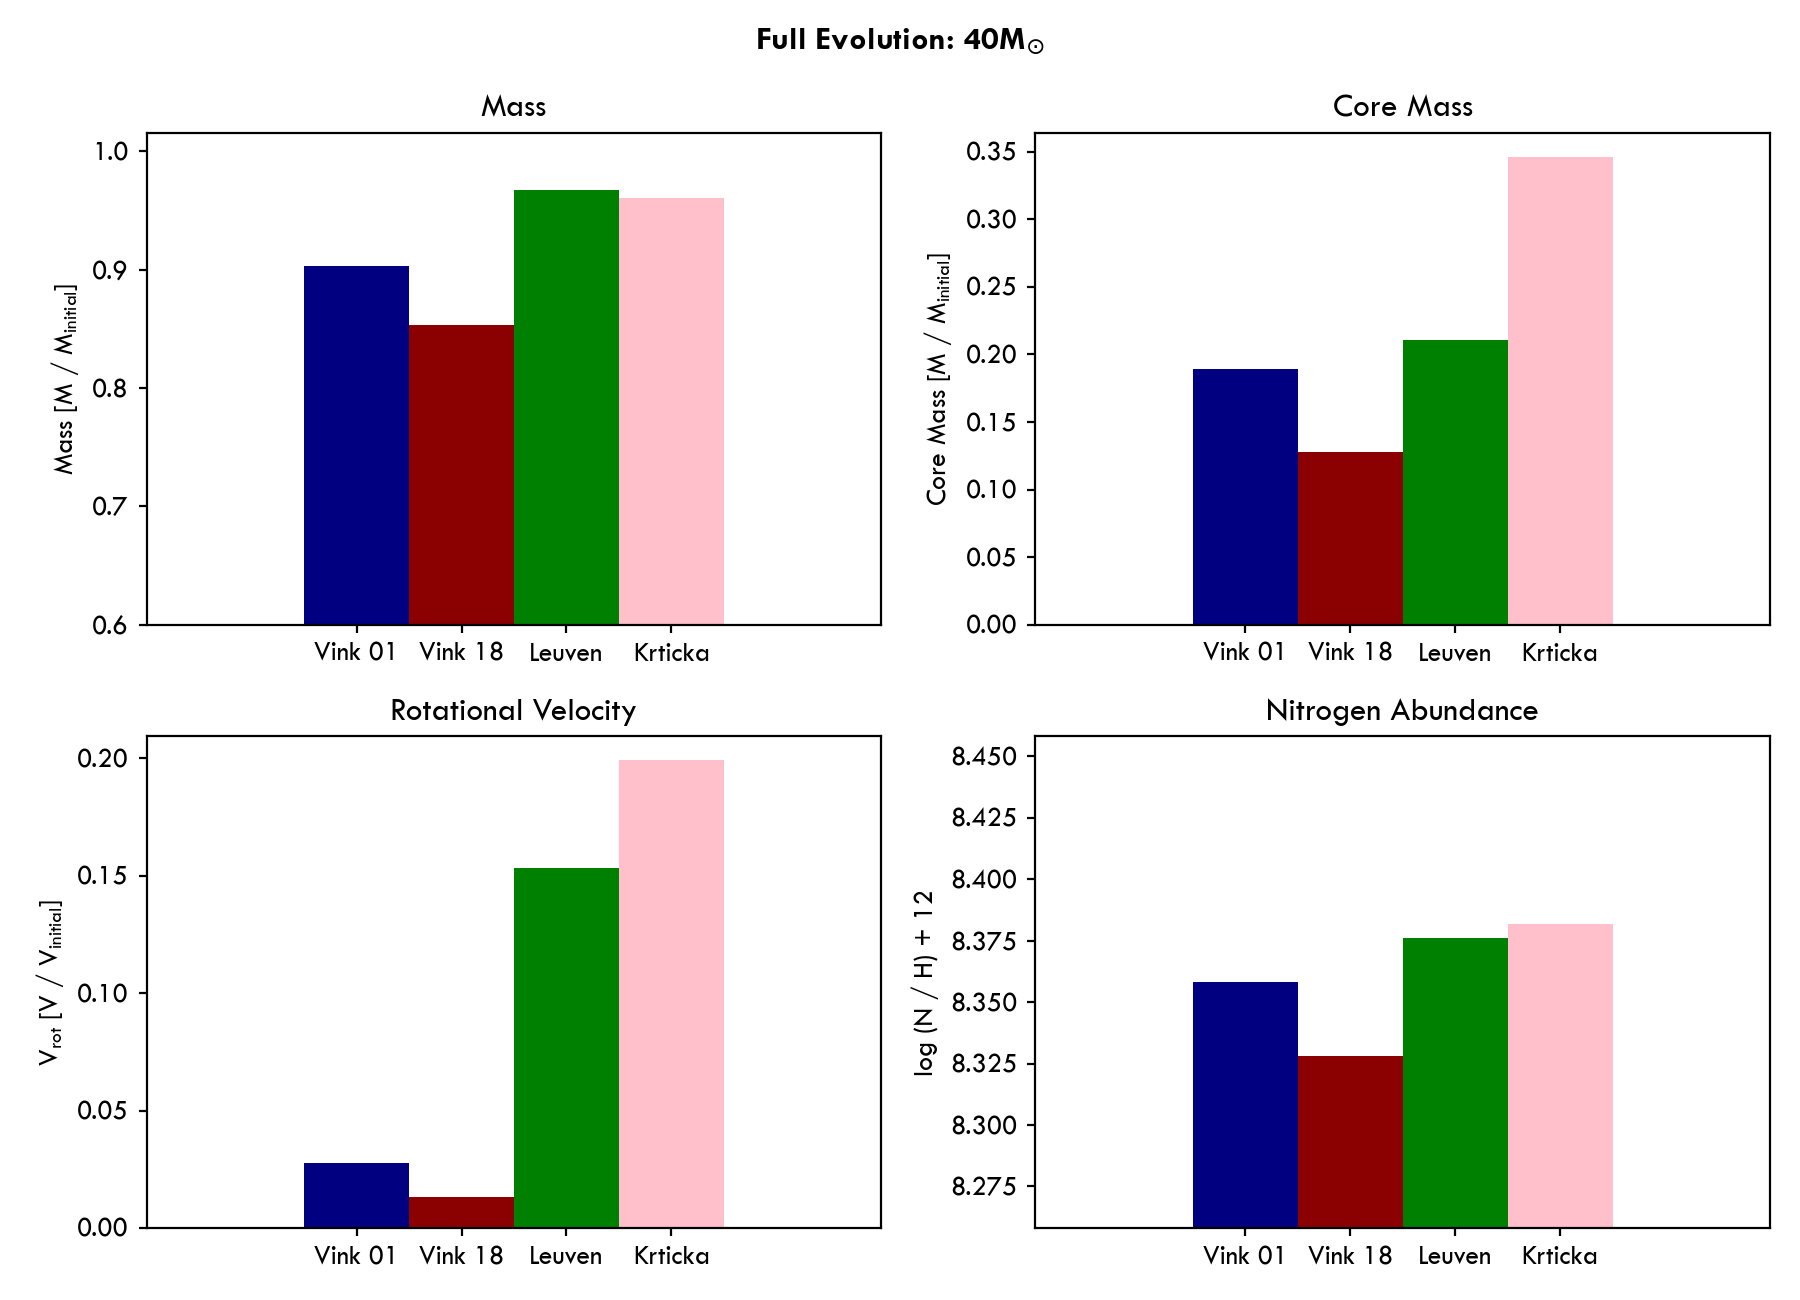 Full Evolution: 40M☉
Mass
1.0
0.9
0.8
0.7
0.6
Mass [M / Minitial]
Vink 01 Vink 18 Leuven Krticka
Core Mass
0.35
0.30
0.25
0.20
0.15
0.10
0.05
0.00
Core Mass [M / Minitial]
Vink 01 Vink 18 Leuven Krticka
Rotational Velocity
0.20
0.15
0.10
0.05
0.00
Vrot [V / Vinitial]
Vink 01 Vink 18 Leuven Krticka
Nitrogen Abundance
8.450
8.425
8.400
8.375
8.350
8.325
8.300
8.275
log (N / H) + 12
Vink 01 Vink 18 Leuven Krticka